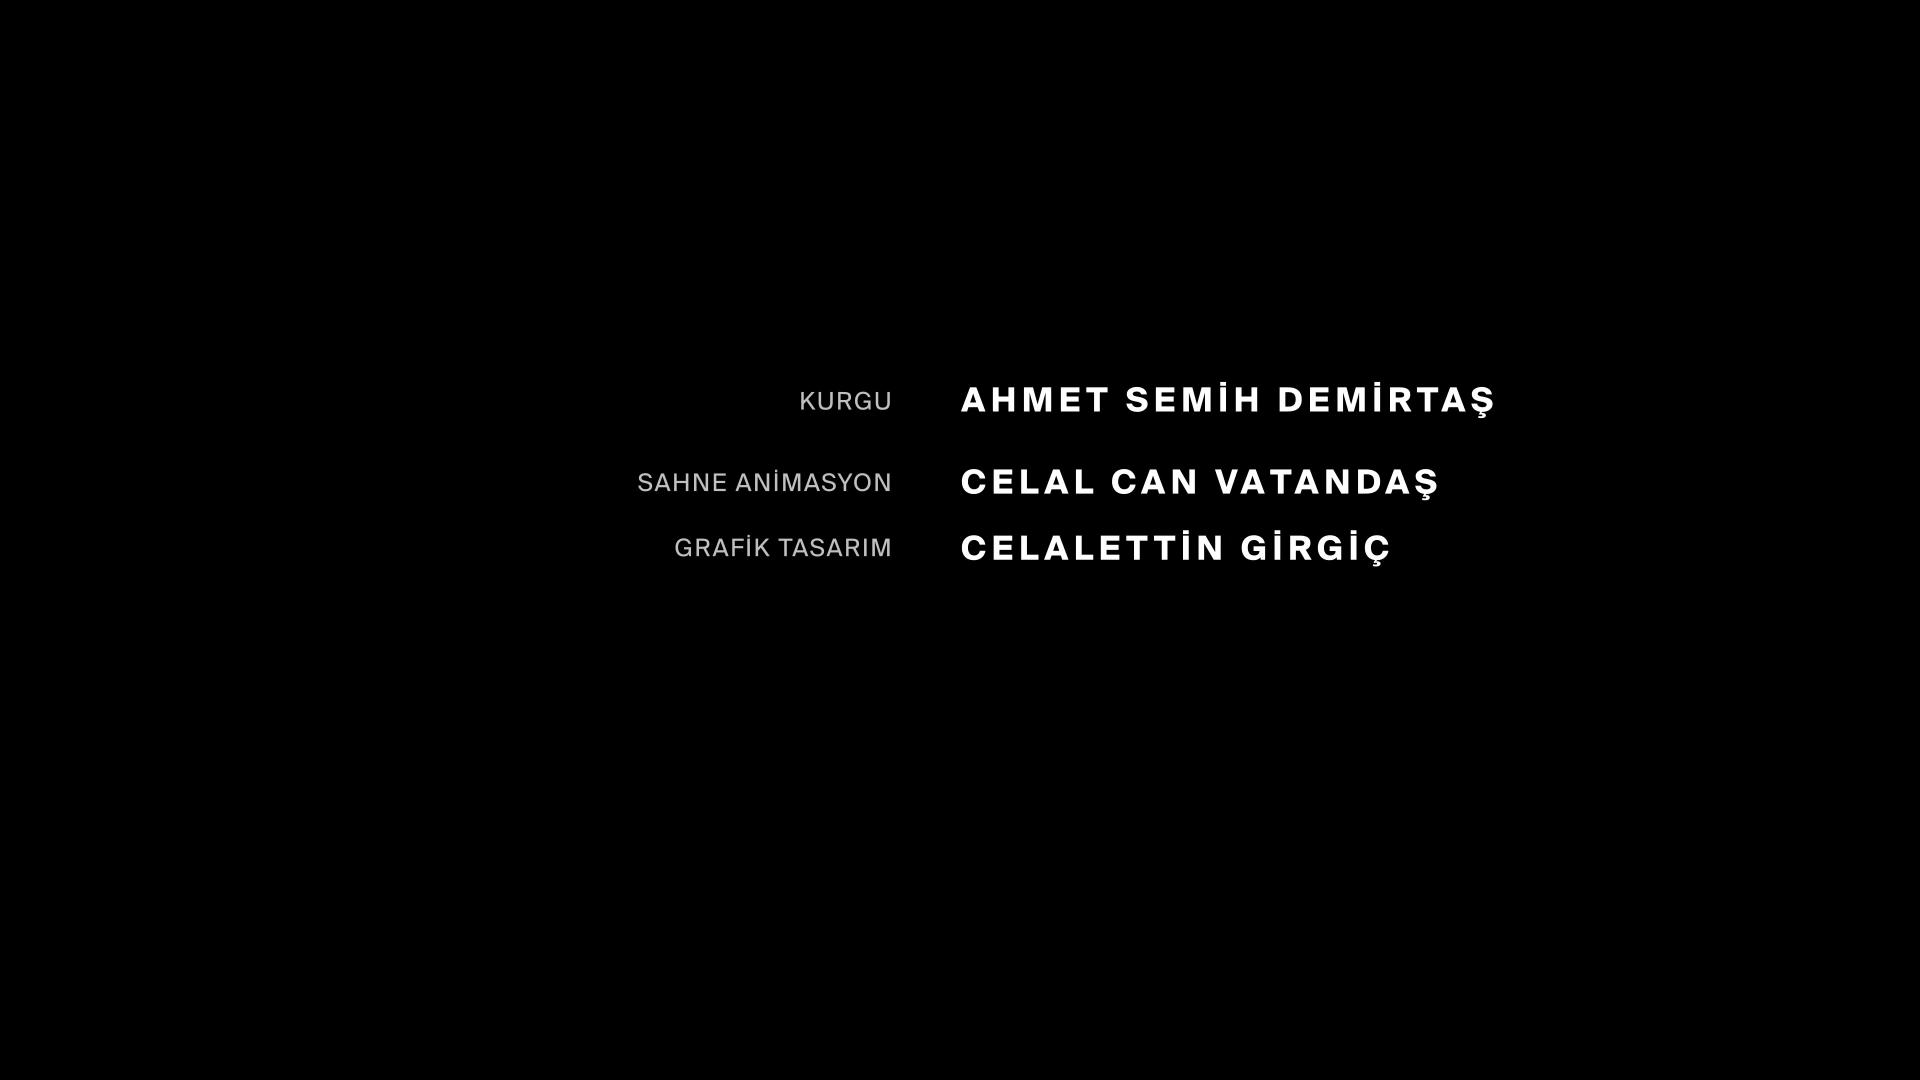 KURGU AHMET SEMİH DEMİRTAŞ
SAHNE ANİMASYON CELAL CAN VATANDAŞ
GRAFİK TASARIM CELALETTİN GİRGİÇ